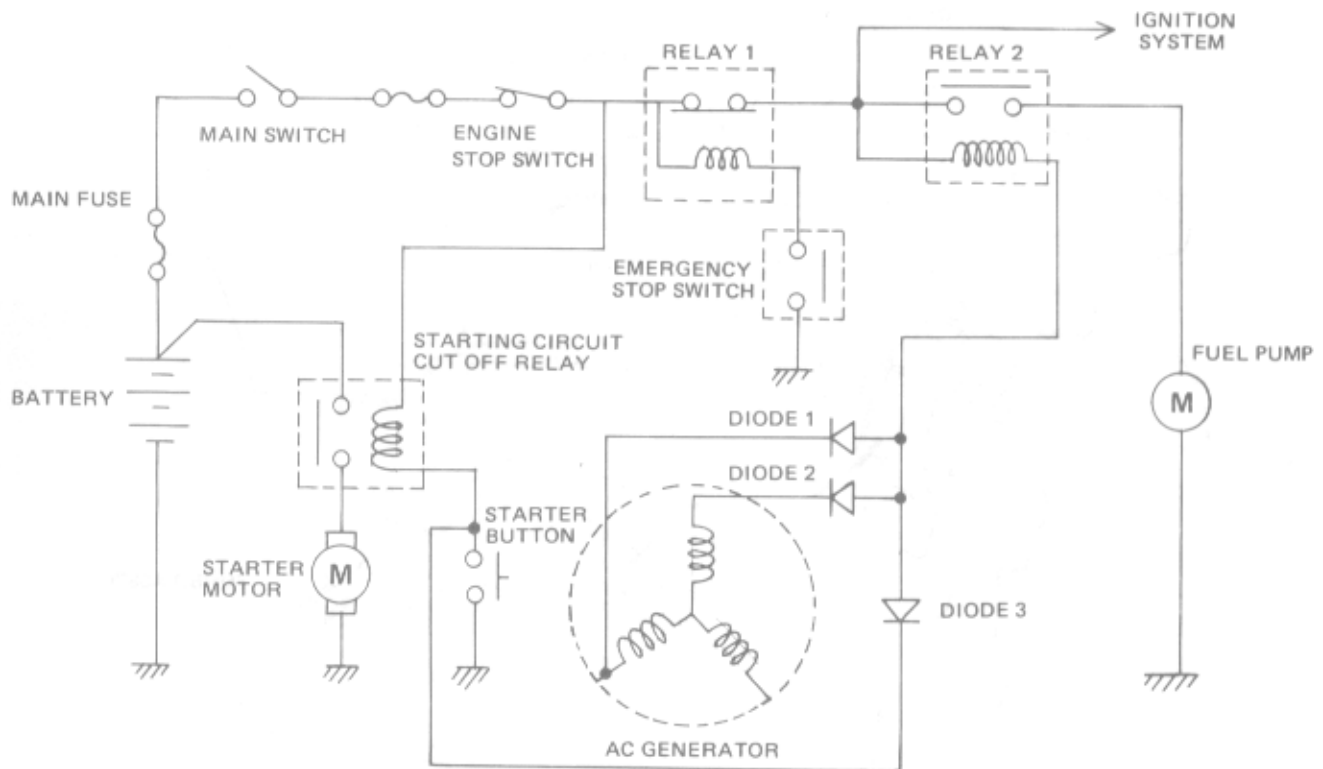 IGNITION
SYSTEM
RELAY 1
RELAY 2
MAIN SWITCH
ENGINE
STOP SWITCH
MAIN FUSE
EMERGENCY
STOP SWITCH
STARTING CIRCUIT
CUT OFF RELAY
FUEL PUMP
BATTERY
M
DIODE 1
DIODE 2
STARTER
BUTTON
STARTER
MOTOR
M
DIODE 3
AC GENERATOR